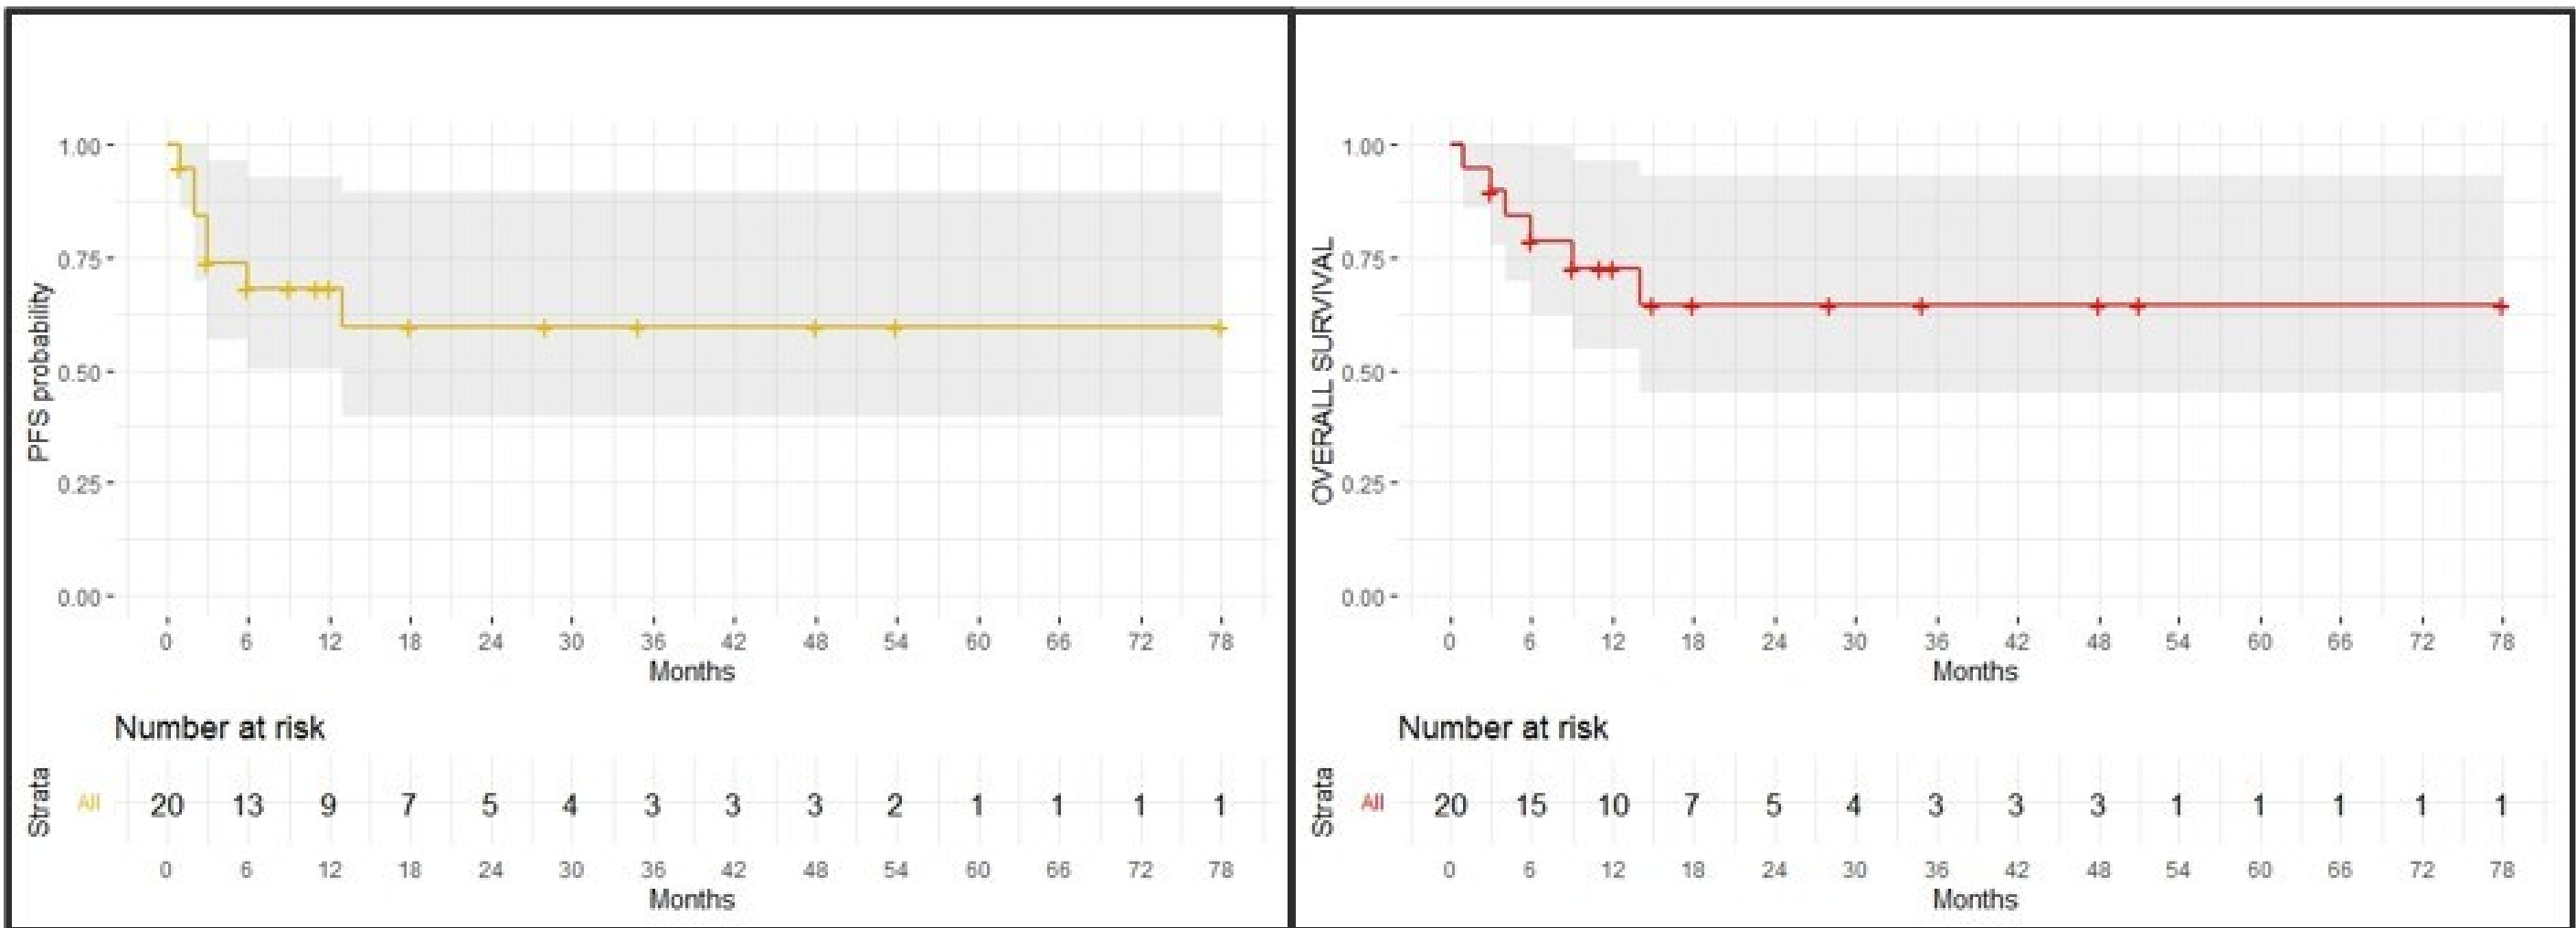 1.00
0.75
0.50
0.25
0.00
PFS probability
0 6 12 18 24 30 36 42 48 54 60 66 72 78
Months
Number at risk
Strata
All 20 13 9 7 5 4 3 3 3 2 1 1 1 1
0 6 12 18 24 30 36 42 48 54 60 66 72 78
Months
1.00
0.75
0.50
0.25
0.00
OVERALL SURVIVAL
0 6 12 18 24 30 36 42 48 54 60 66 72 78
Months
Number at risk
Strata
All 20 15 10 7 5 4 3 3 3 1 1 1 1 1
0 6 12 18 24 30 36 42 48 54 60 66 72 78
Months